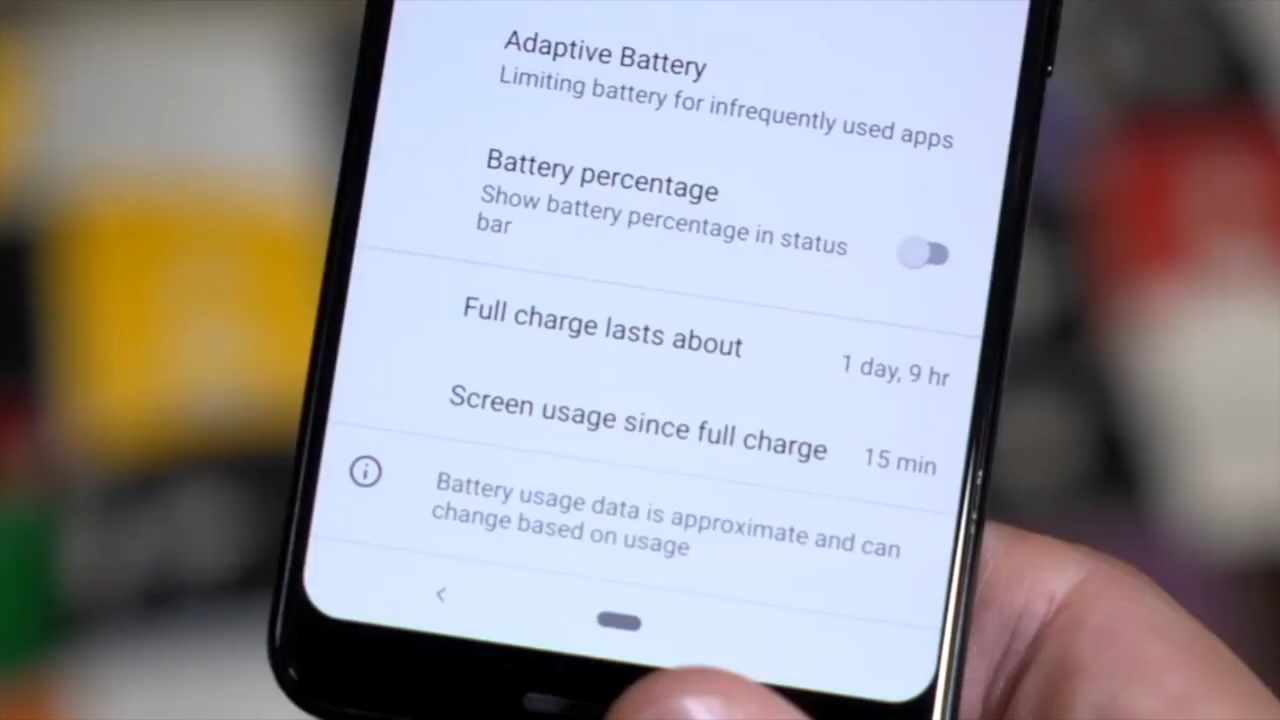 Adaptive Battery
Limiting battery for infrequently used apps
Battery percentage
Show battery percentage in status
bar
Full charge lasts about
1 day, 9 hr
Screen usage since full charge
15 min
Battery usage data is approximate and can
change based on usage